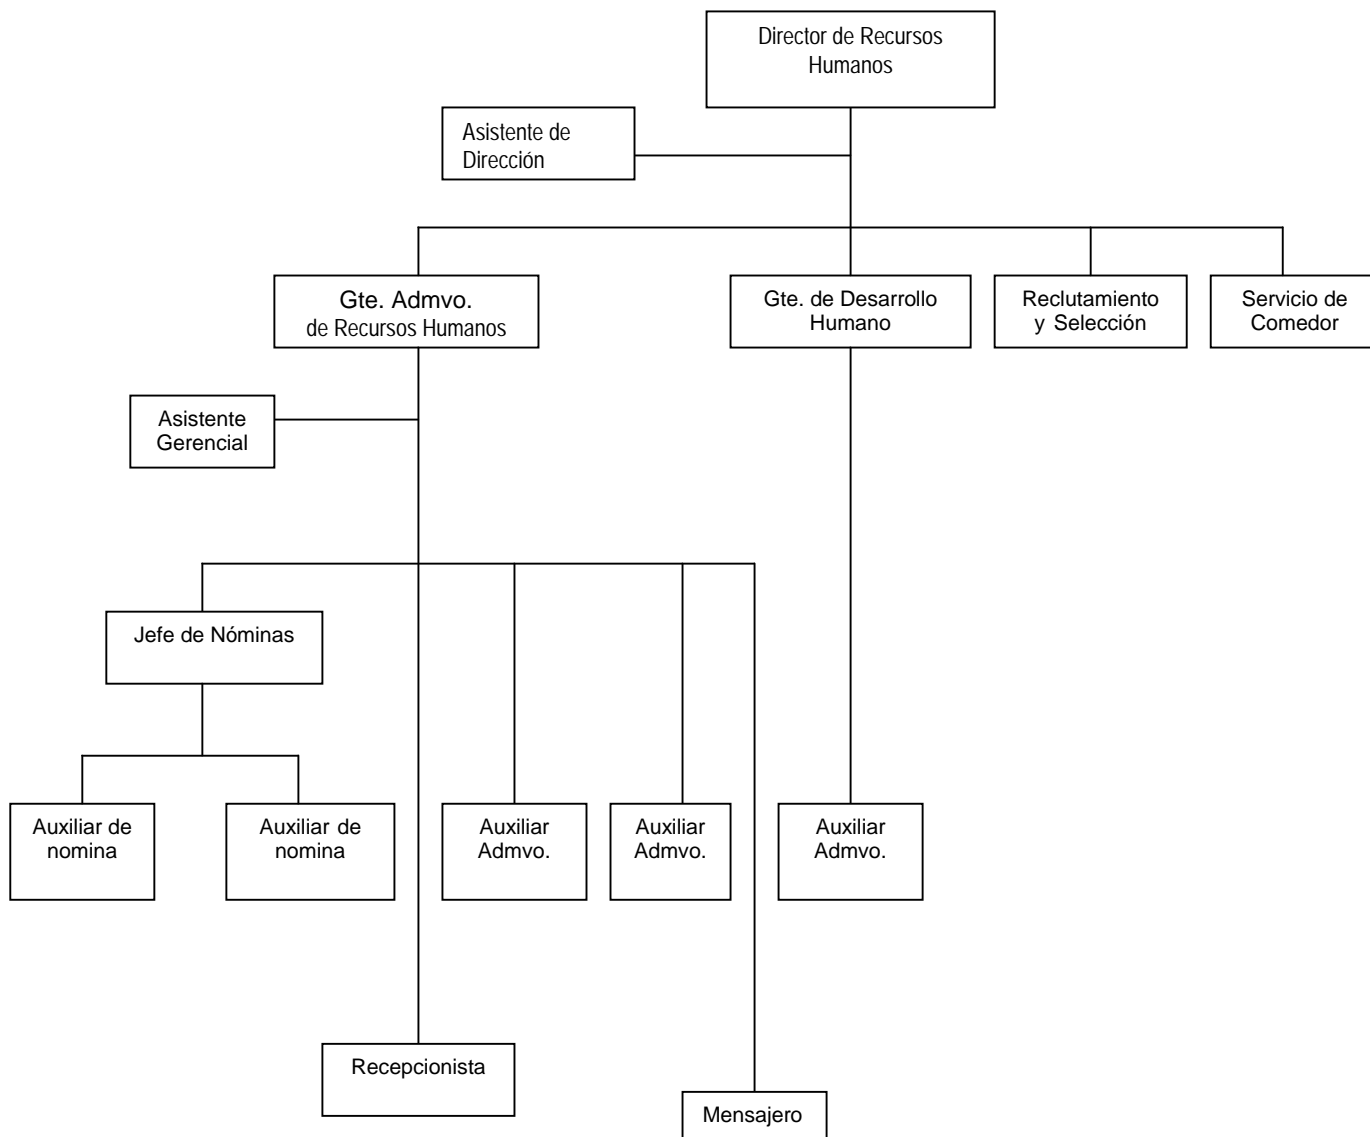 Director de Recursos
Humanos
Asistente de
Dirección
Gte. Admvo.
de Recursos Humanos
Gte. de Desarrollo
Humano
Reclutamiento
y Selección
Servicio de
Comedor
Asistente
Gerencial
Jefe de Nóminas
Auxiliar de
nomina
Auxiliar de
nomina
Auxiliar
Admvo.
Auxiliar
Admvo.
Auxiliar
Admvo.
Recepcionista
Mensajero